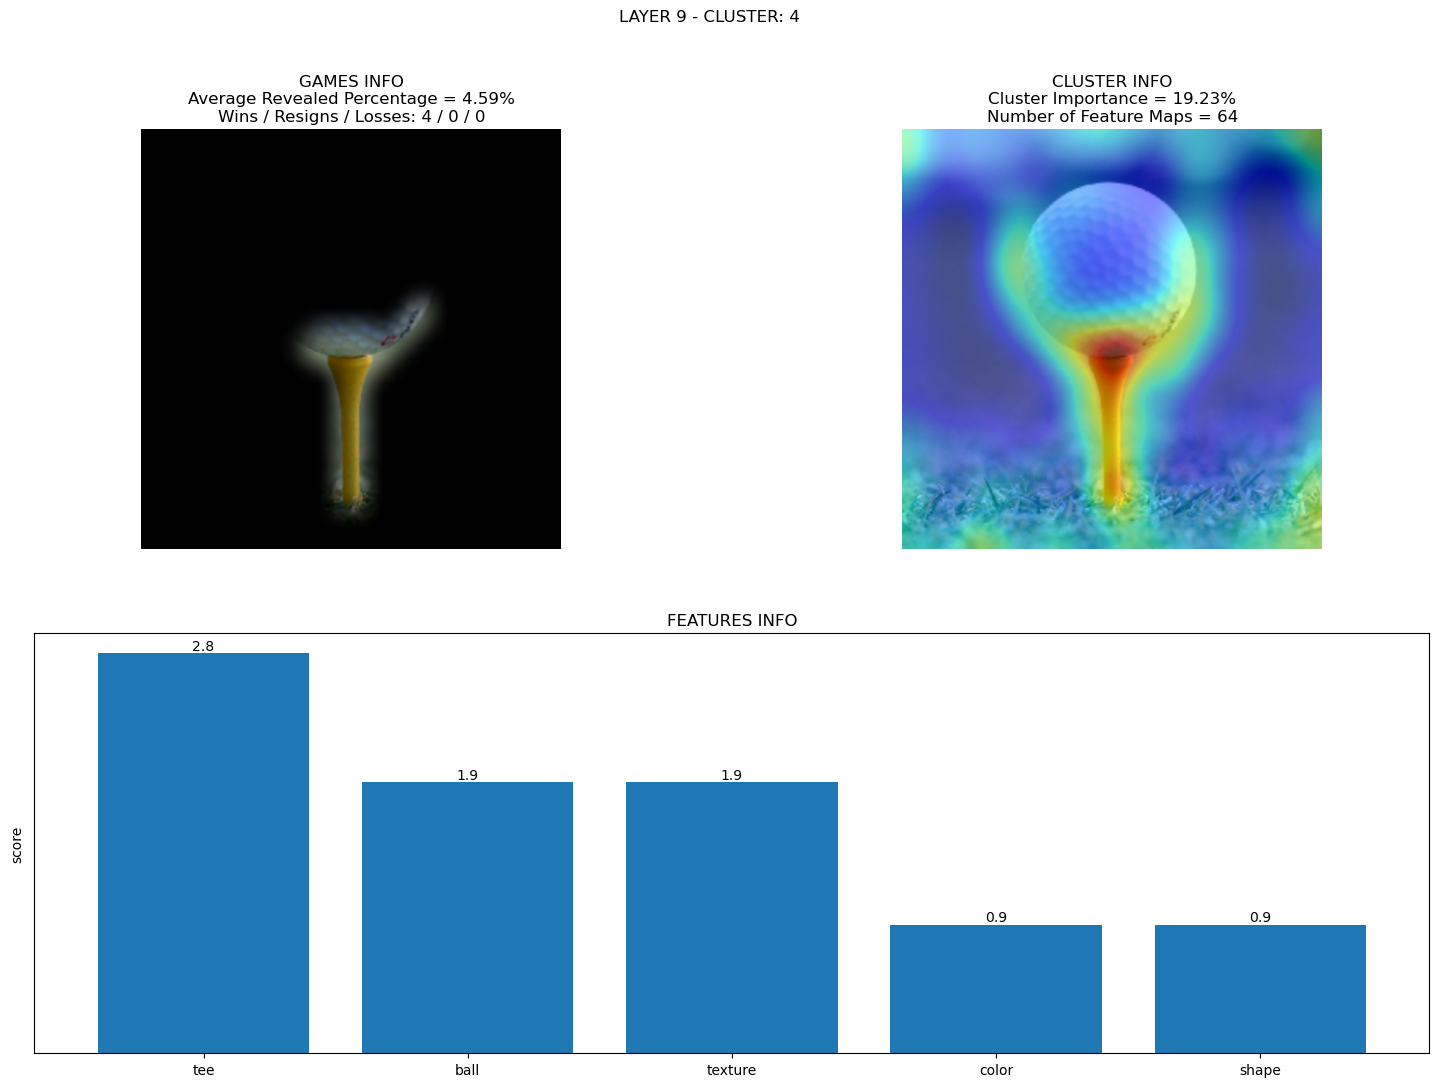 LAYER 9 - CLUSTER: 4
GAMES INFO
Average Revealed Percentage = 4.59%
Wins / Resigns / Losses: 4 / 0 / 0
CLUSTER INFO
Cluster Importance = 19.23%
Number of Feature Maps = 64
FEATURES INFO
score
2.8
1.9
1.9
0.9
0.9
tee
ball
texture
color
shape